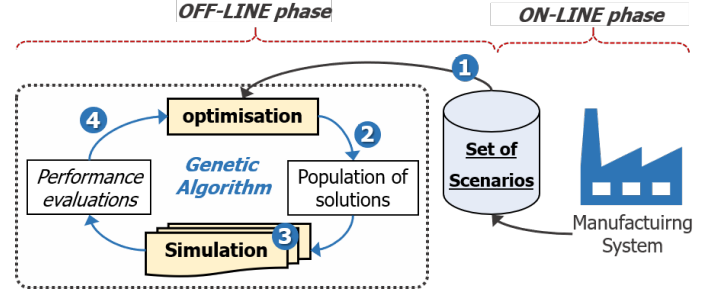 OFF-LINE phase
ON-LINE phase
1
optimisation
4
2
Set of
Scenarios
Genetic
Algorithm
Performance
evaluations
Population of
solutions
Simulation
3
Manufactuirng
System